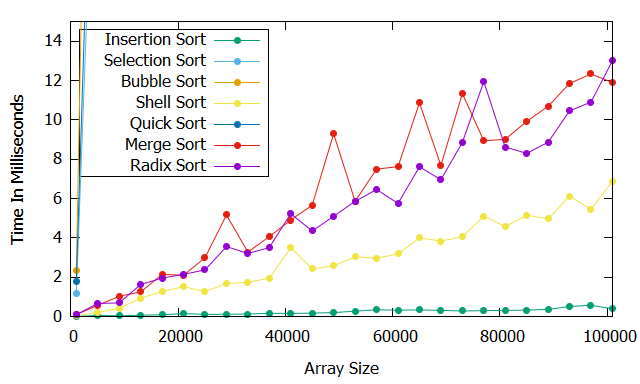 14
12
10
8
6
4
2
0
Time In Milliseconds
Insertion Sort
Selection Sort
Bubble Sort
Shell Sort
Quick Sort
Merge Sort
Radix Sort
0 20000 40000 60000 80000 100000
Array Size